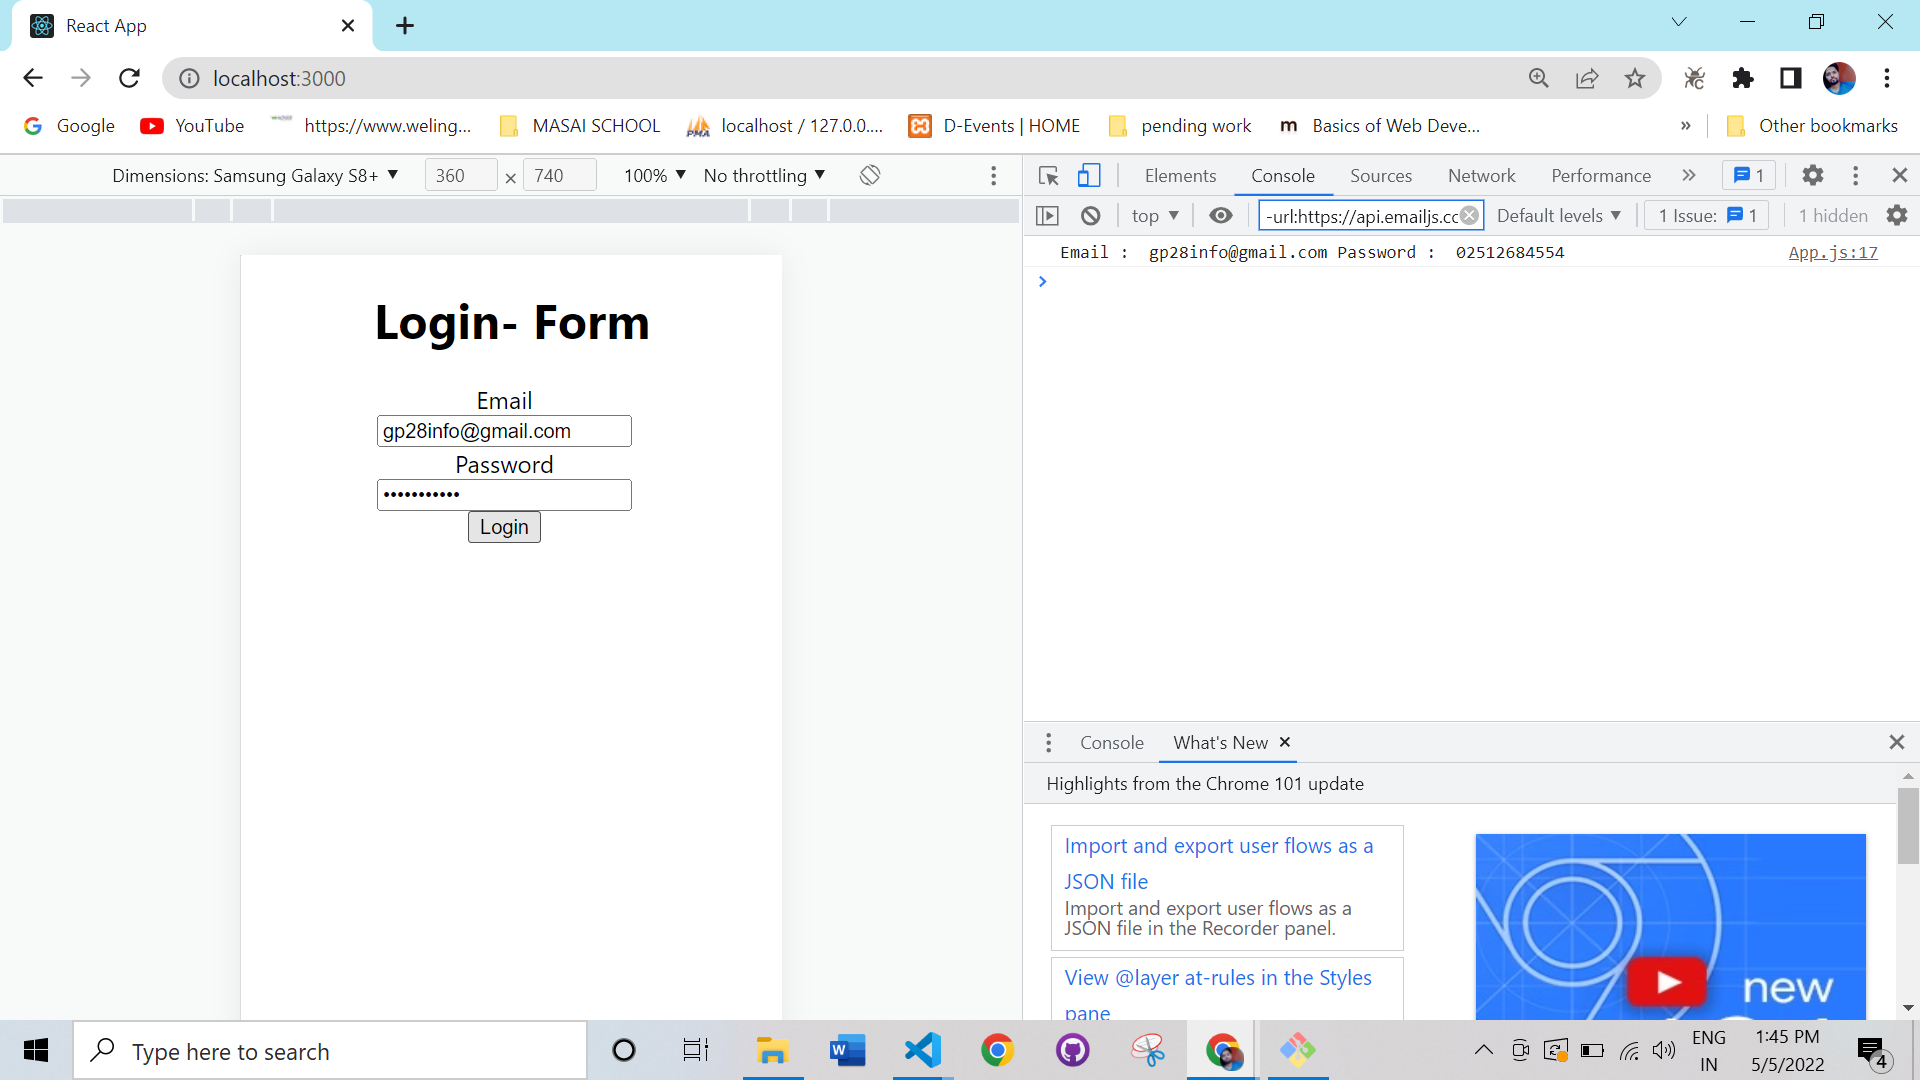 React App
localhost:3000
Google
YouTube
https://www.weling...
MASAI SCHOOL
localhost / 127.0.0....
D-Events | HOME
pending work
Basics of Web Deve...
»
Other bookmarks
Dimensions: Samsung Galaxy S8+
360
×
740
100%
No throttling
Elements
Console
Sources
Network
Performance
»
1
top
-url:https://api.emailjs.cc
Default levels
1 Issue:
1
1 hidden
Email : gp28info@gmail.com Password : 02512684554
App.js:17
Login- Form
Email
gp28info@gmail.com
Password
•••••••••••
Login
Console
What's New
Highlights from the Chrome 101 update
Import and export user flows as a
JSON file
Import and export user flows as a
JSON file in the Recorder panel.
View @layer at-rules in the Styles
pane
new
Type here to search
ENG
IN
1:45 PM
5/5/2022
4